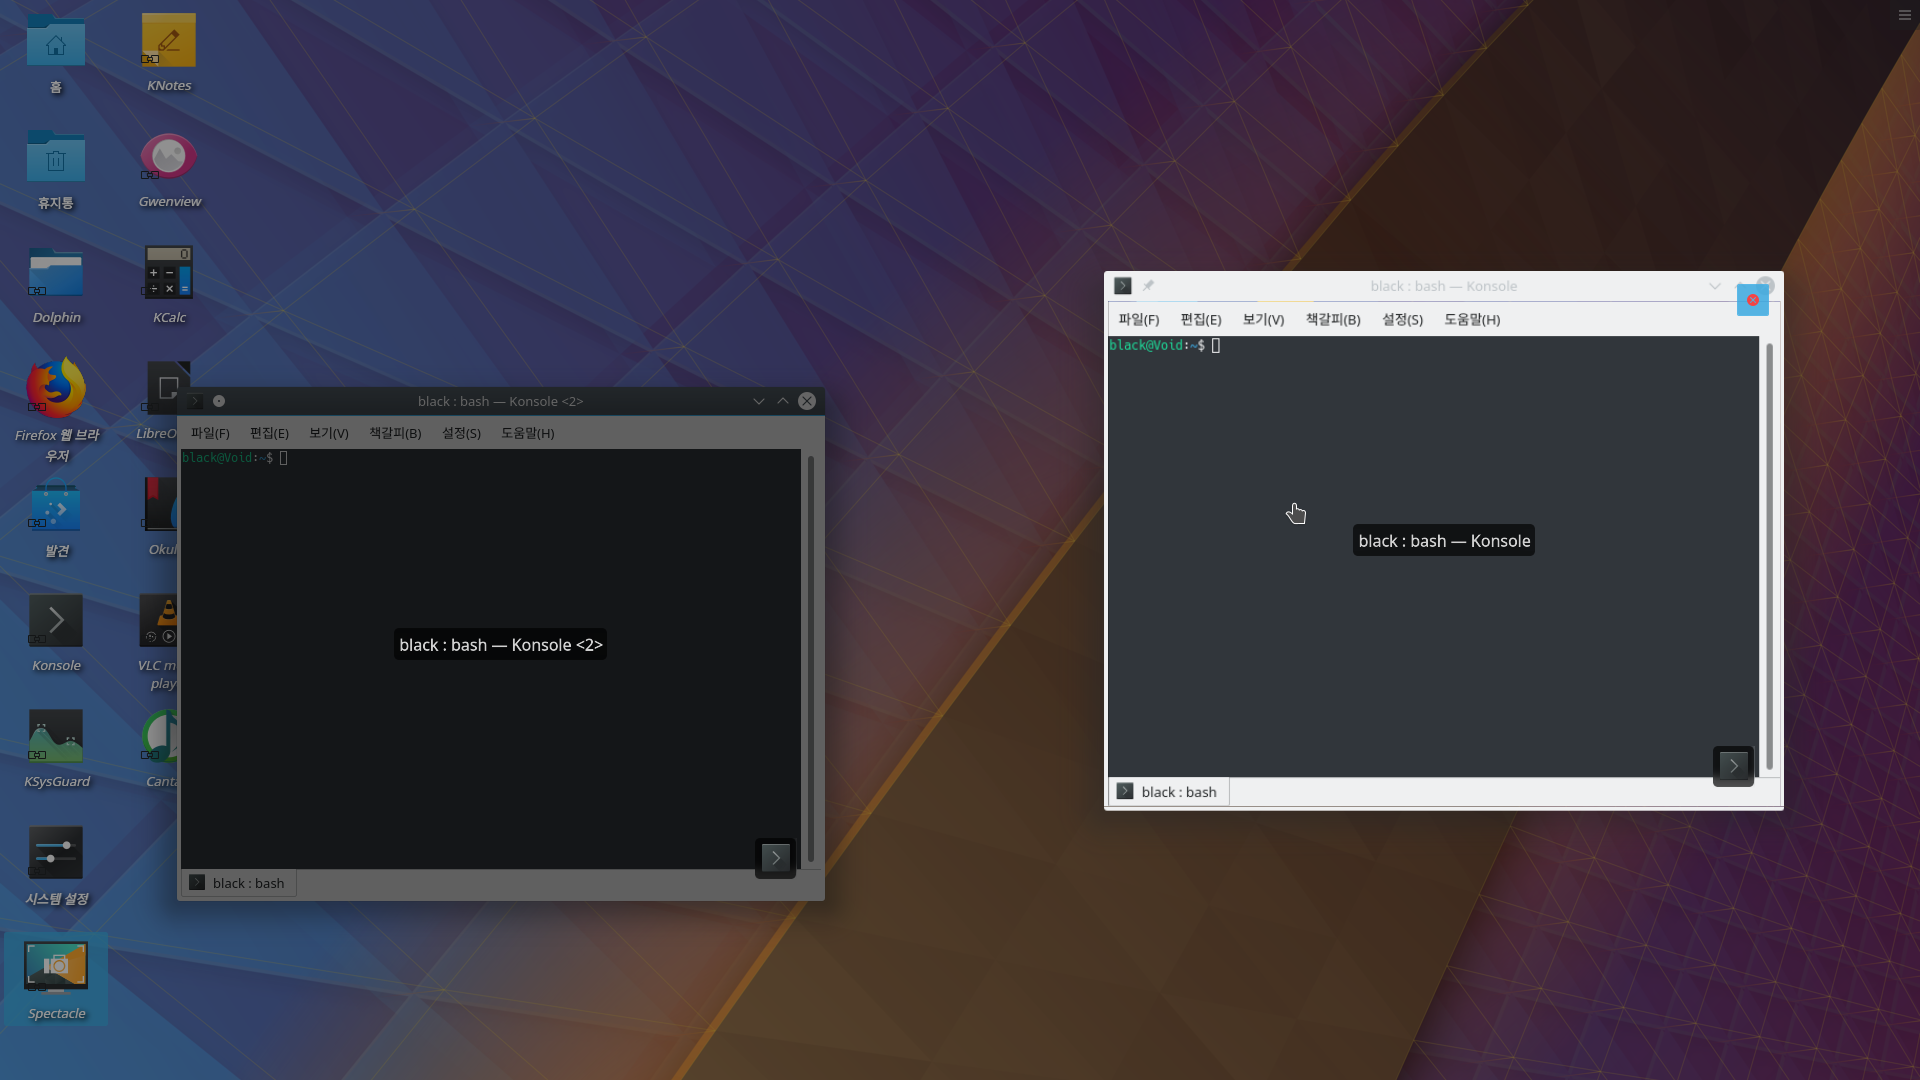 홈
KNotes
휴지통
Gwenview
Dolphin
0
KCalc
Firefox 웹 브라
우저
LibreO
발견
Okul
Konsole
VLC m
play
KSysGuard
Canta
시스템 설정
Spectacle
black : bash — Konsole <2>
파일(F) 편집(E) 보기(V) 책갈피(B) 설정(S) 도움말(H)
black@Void:~$
black : bash — Konsole <2>
black : bash
black : bash — Konsole
파일(F) 편집(E) 보기(V) 책갈피(B) 설정(S) 도움말(H)
black@Void:~$
black : bash — Konsole
black : bash